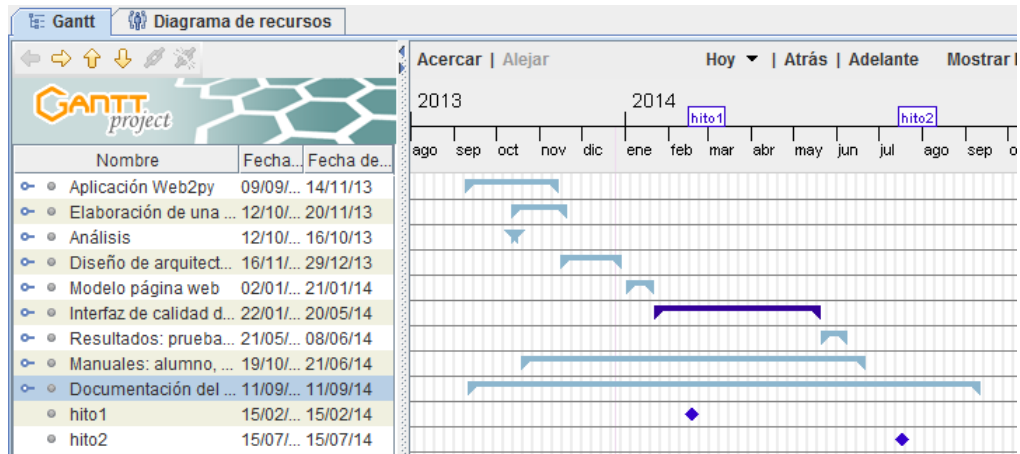 Gantt Diagrama de recursos
Acercar | Alejar Hoy | Atrás | Adelante Mostrar
GANTT project
2013 2014
hito1 hito2
ago sep oct nov dic ene feb mar abr may jun jul ago sep o
Nombre Fecha... Fecha de...
Aplicación Web2py 09/09/... 14/11/13
Elaboración de una ... 12/10/... 20/11/13
Análisis 12/10/... 16/10/13
Diseño de arquitect... 16/11/... 29/12/13
Modelo página web 02/01/... 21/01/14
Interfaz de calidad d... 22/01/... 20/05/14
Resultados: prueba... 21/05/... 08/06/14
Manuales: alumno, ... 19/10/... 21/06/14
Documentación del ... 11/09/... 11/09/14
hito1 15/02/... 15/02/14
hito2 15/07/... 15/07/14